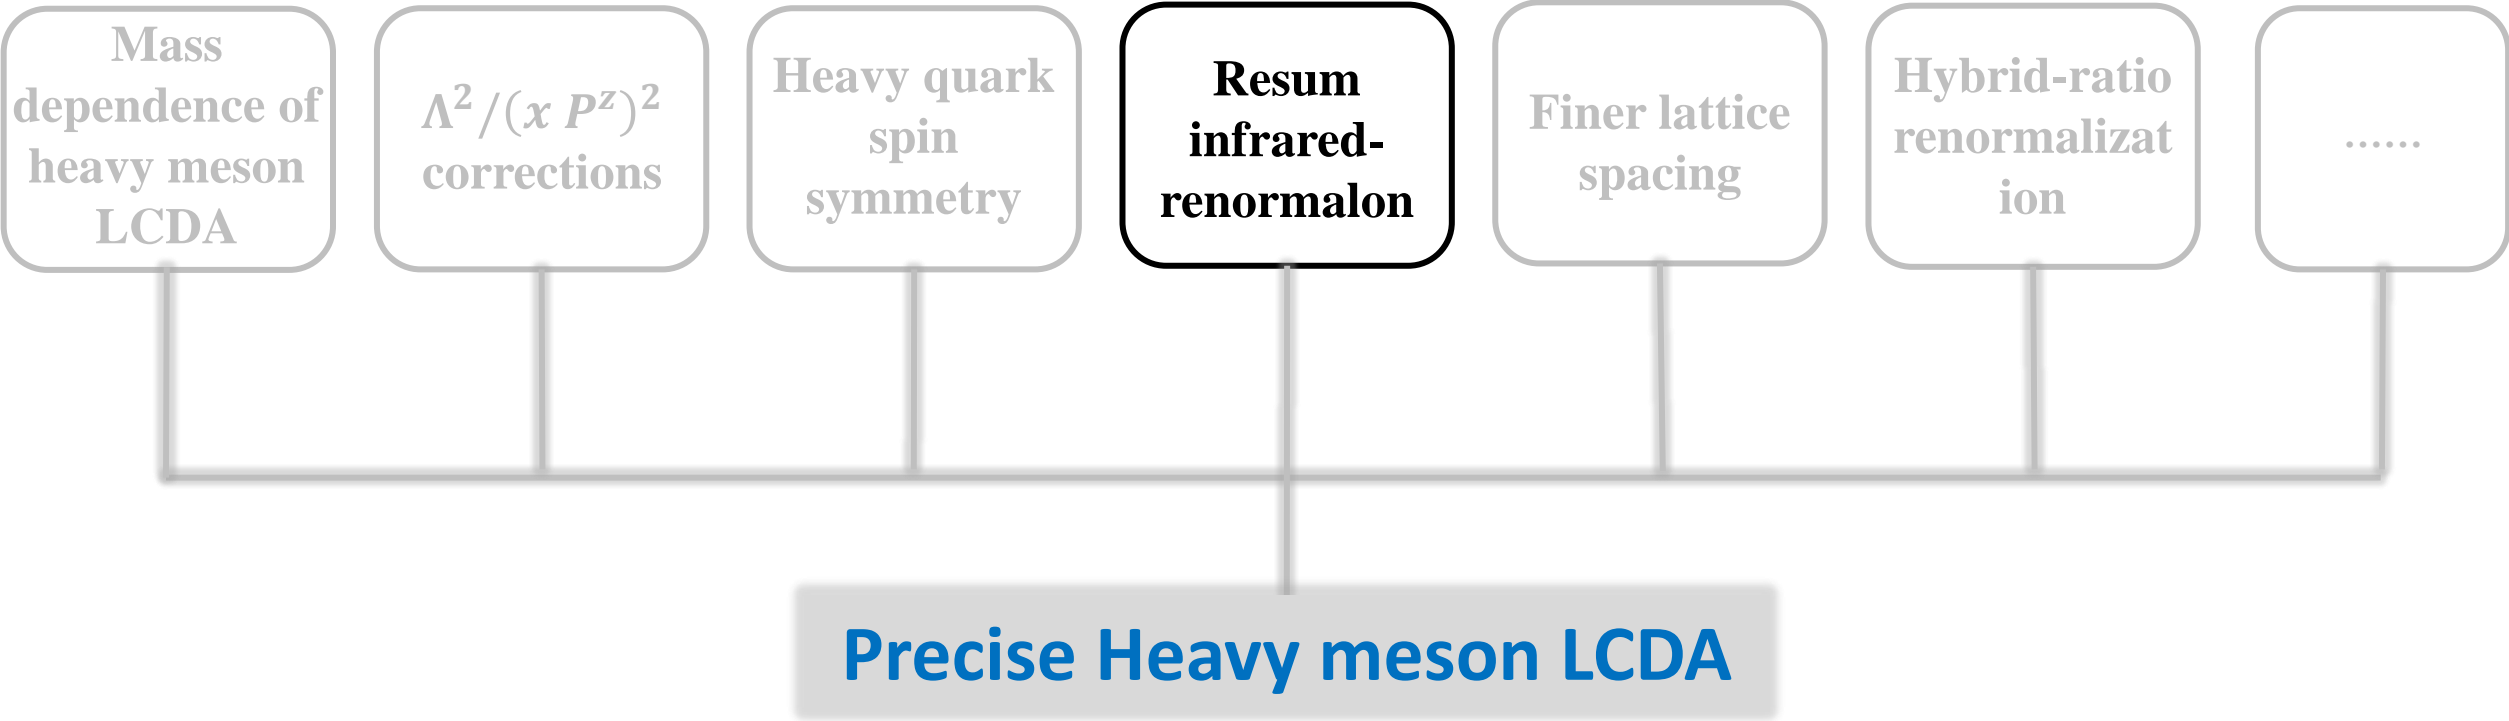 Mass
dependence of
heavy meson
LCDA
Λ²/(x P^z)²
corrections
Heavy quark
spin
symmetry
Resum
infrared-
renormalon
Finer lattice
spacing
Hybrid-ratio
renormalizat
ion
……
Precise Heavy meson LCDA